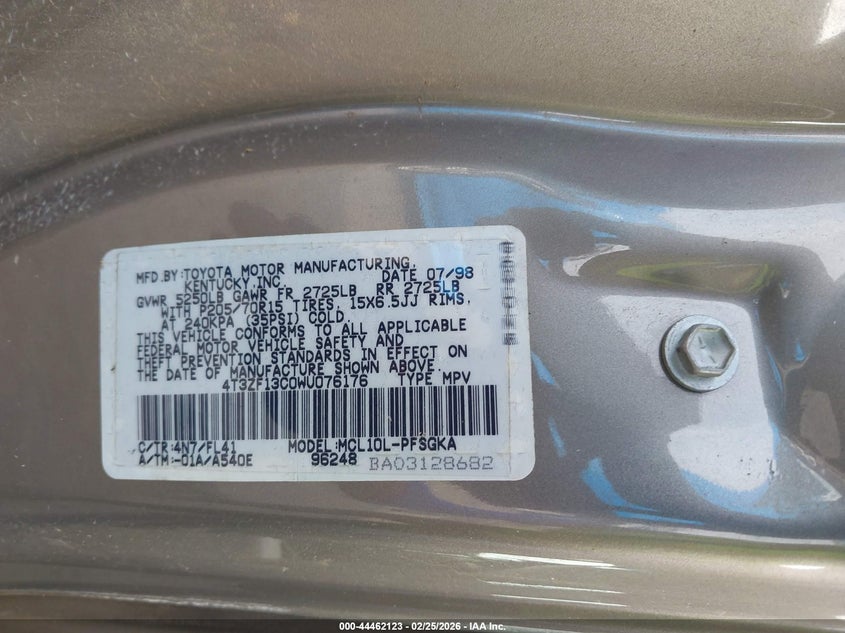 MFD.BY:TOYOTA MOTOR MANUFACTURING,
KENTUCKY,INC. DATE 07/98
GVWR 5250LB GAWR FR 2725LB RR 2725LB
WITH P205/70R15 TIRES, 15X6.5JJ RIMS,
AT 240KPA (35PSI) COLD.
THIS VEHICLE CONFORMS TO ALL APPLICABLE
FEDERAL MOTOR VEHICLE SAFETY AND
THEFT PREVENTION STANDARDS IN EFFECT ON
THE DATE OF MANUFACTURE SHOWN ABOVE.
4T3ZF13C0WU076176 TYPE MPV
C/TR:4N7/FL41 MODEL:MCL10L-PFSGKA
A/TM:-01A/A540E 96248 BA03128682
000-44462123 - 02/25/2026 - IAA Inc.